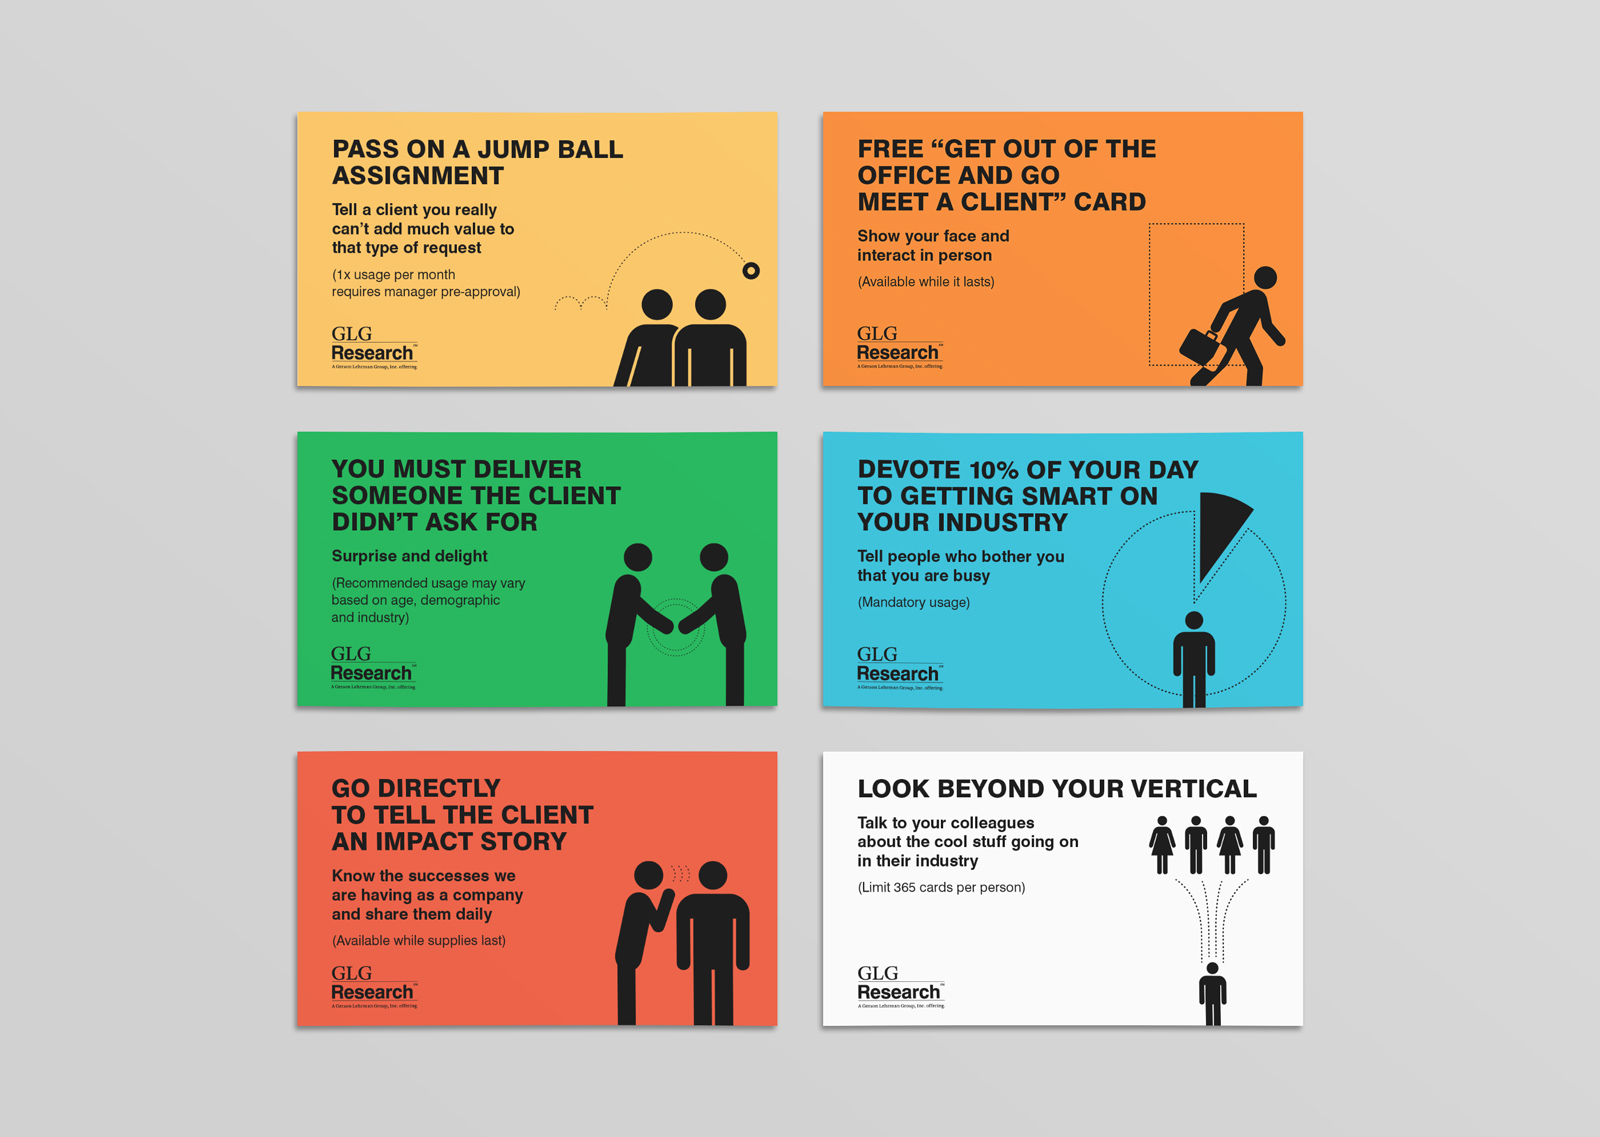 PASS ON A JUMP BALL
ASSIGNMENT
Tell a client you really
can’t add much value to
that type of request
(1x usage per month
requires manager pre-approval)
GLG
Research℠
A Gerson Lehrman Group, Inc. offering.
FREE “GET OUT OF THE
OFFICE AND GO
MEET A CLIENT” CARD
Show your face and
interact in person
(Available while it lasts)
GLG
Research℠
A Gerson Lehrman Group, Inc. offering.
YOU MUST DELIVER
SOMEONE THE CLIENT
DIDN’T ASK FOR
Surprise and delight
(Recommended usage may vary
based on age, demographic
and industry)
GLG
Research℠
A Gerson Lehrman Group, Inc. offering.
DEVOTE 10% OF YOUR DAY
TO GETTING SMART ON
YOUR INDUSTRY
Tell people who bother you
that you are busy
(Mandatory usage)
GLG
Research℠
A Gerson Lehrman Group, Inc. offering.
GO DIRECTLY
TO TELL THE CLIENT
AN IMPACT STORY
Know the successes we
are having as a company
and share them daily
(Available while supplies last)
GLG
Research℠
A Gerson Lehrman Group, Inc. offering.
LOOK BEYOND YOUR VERTICAL
Talk to your colleagues
about the cool stuff going on
in their industry
(Limit 365 cards per person)
GLG
Research℠
A Gerson Lehrman Group, Inc. offering.